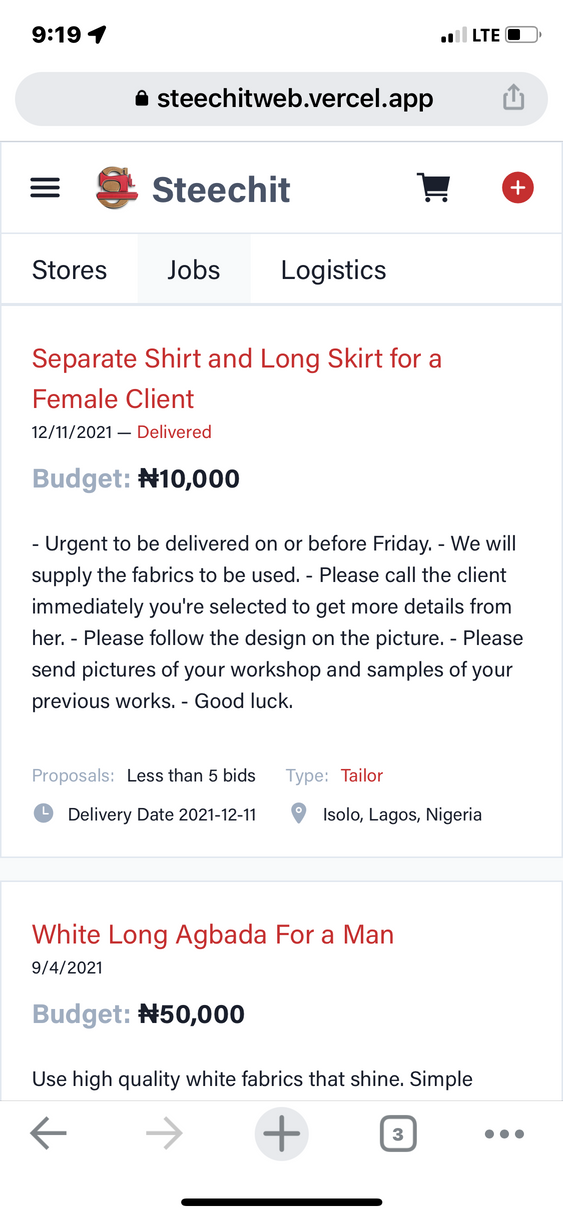 9:19
LTE
steechitweb.vercel.app
Steechit
Stores Jobs Logistics
Separate Shirt and Long Skirt for a
Female Client
12/11/2021 — Delivered
Budget: ₦10,000
- Urgent to be delivered on or before Friday. - We will
supply the fabrics to be used. - Please call the client
immediately you're selected to get more details from
her. - Please follow the design on the picture. - Please
send pictures of your workshop and samples of your
previous works. - Good luck.
Proposals: Less than 5 bids Type: Tailor
Delivery Date 2021-12-11 Isolo, Lagos, Nigeria
White Long Agbada For a Man
9/4/2021
Budget: ₦50,000
Use high quality white fabrics that shine. Simple
3